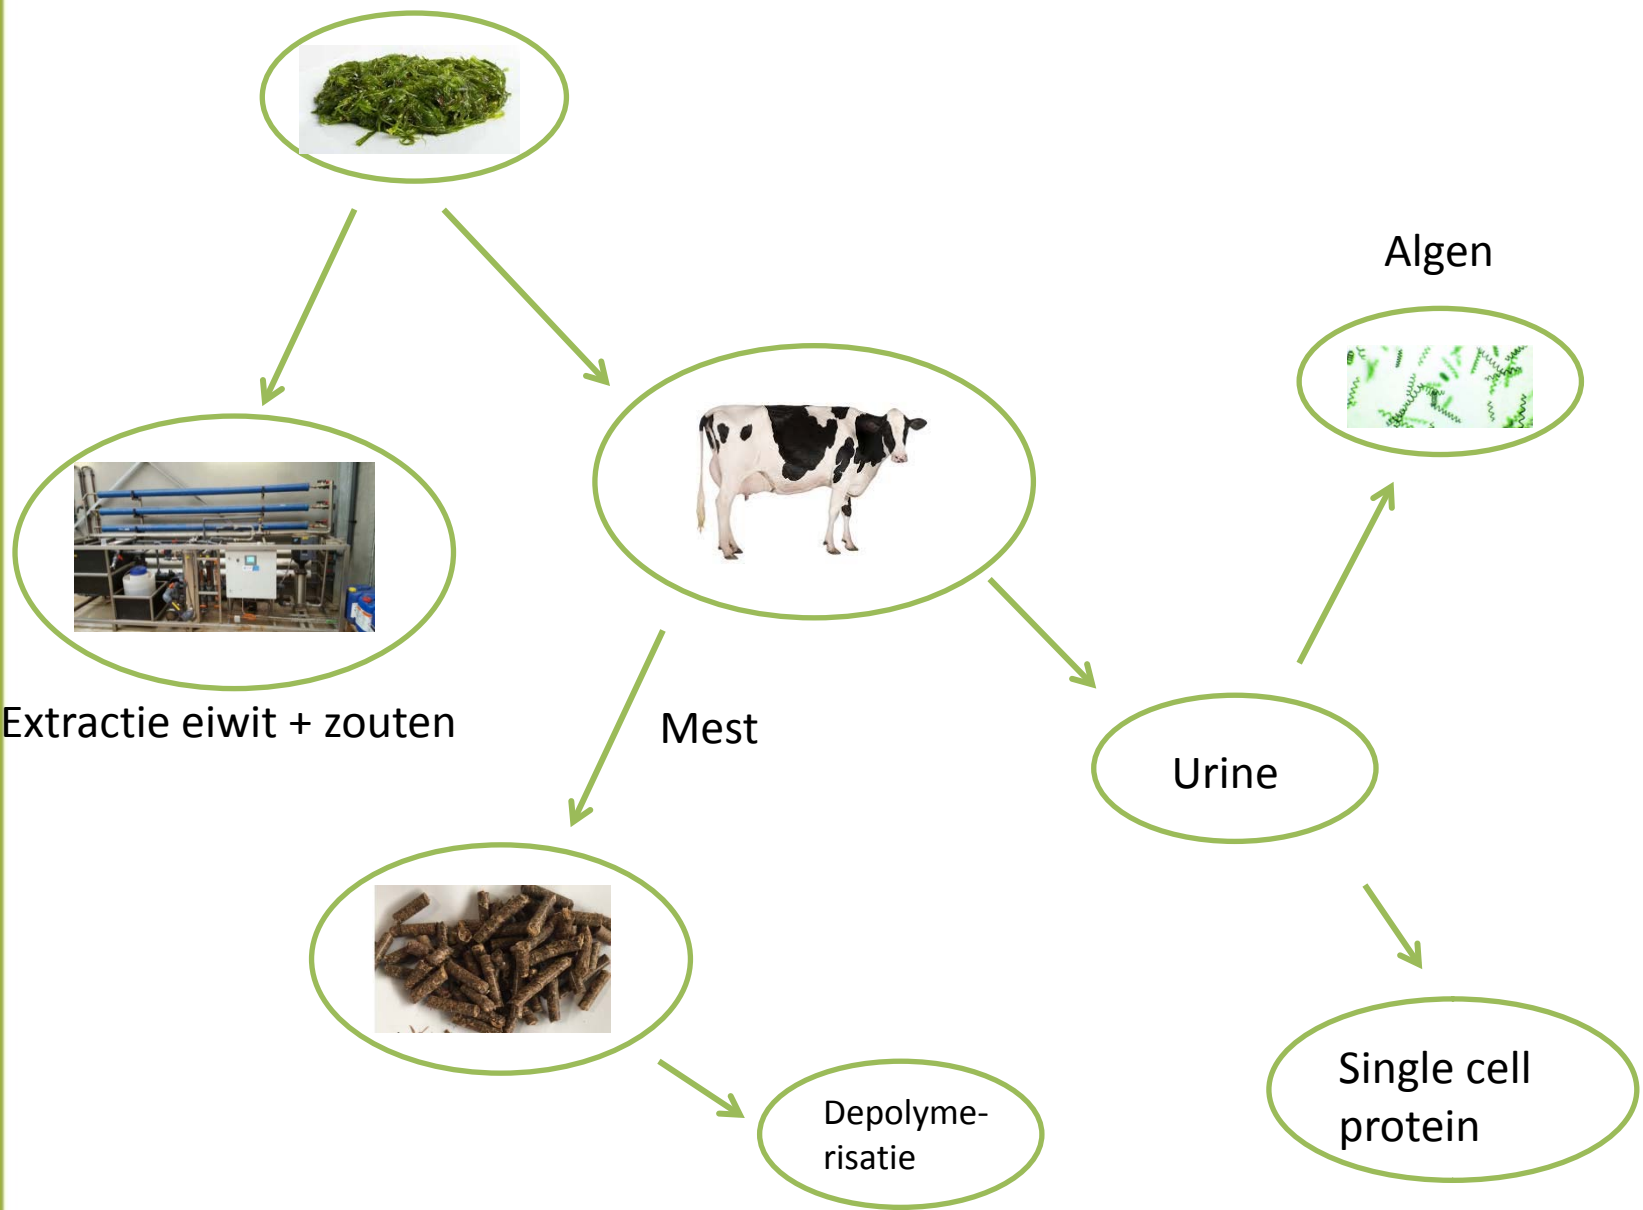 Algen
Extractie eiwit + zouten
Mest
Urine
Single cell
protein
Depolyme-
risatie